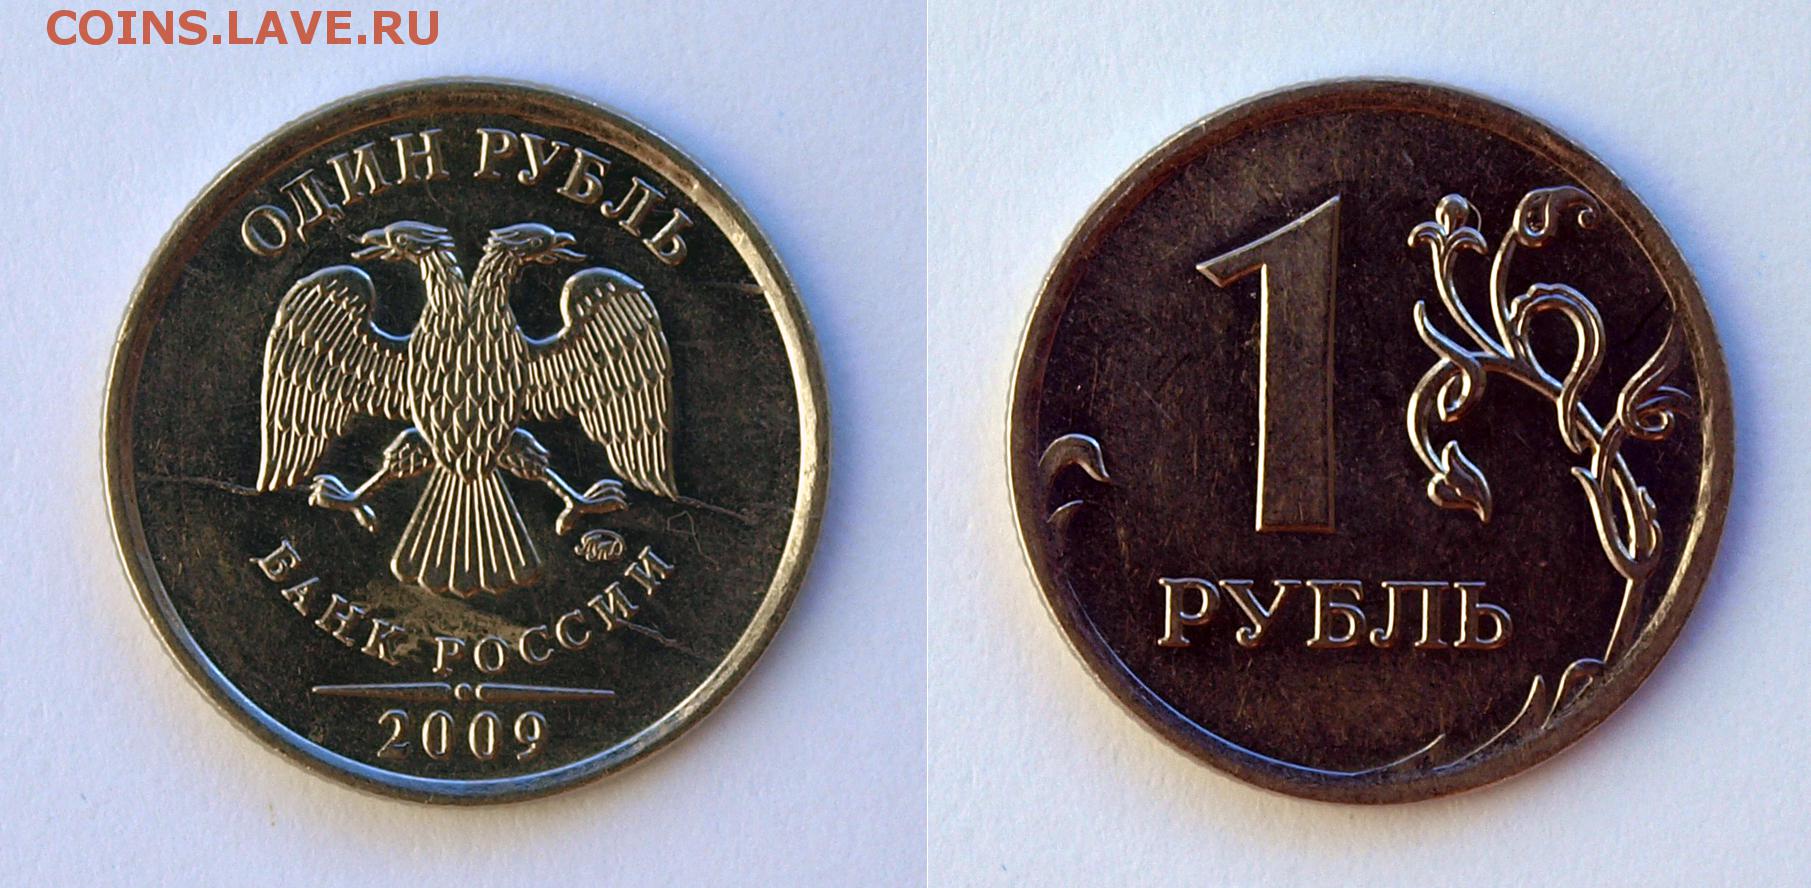 COINS.LAVE.RU
ОДИН РУБЛЬ
БАНК РОССИИ
2009
1
РУБЛЬ